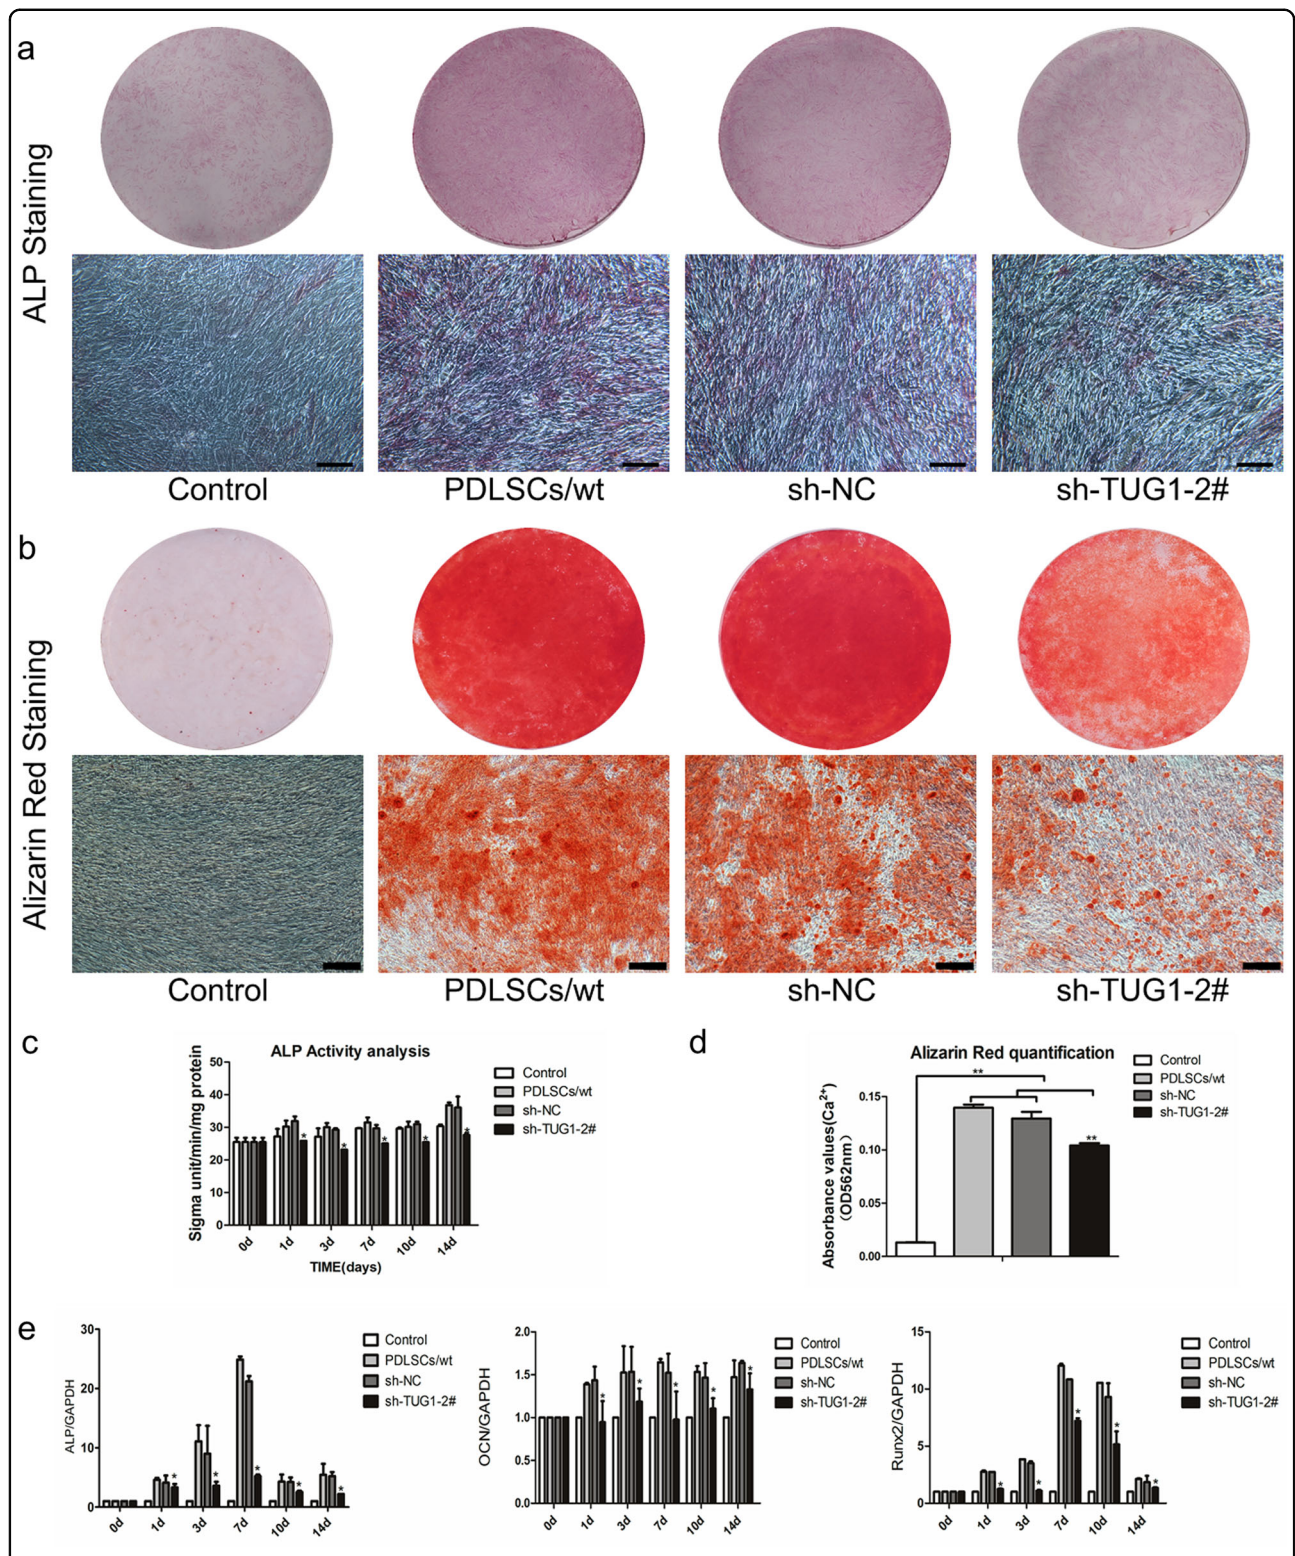 a
ALP Staining
Control PDLSCs/wt sh-NC sh-TUG1-2#
b
Alizarin Red Staining
Control PDLSCs/wt sh-NC sh-TUG1-2#
c
ALP Activity analysis
Sigma unit/min/mg protein
50
40
30
20
10
0
* * * * *
0d 1d 3d 7d 10d 14d
TIME(days)
Control
PDLSCs/wt
sh-NC
sh-TUG1-2#
d
Alizarin Red quantification
Absorbance values(Ca²⁺)
(OD562nm)
0.15
0.10
0.05
0.00
**
**
Control
PDLSCs/wt
sh-NC
sh-TUG1-2#
e
ALP/GAPDH
30
20
10
0
* * * * *
0d 1d 3d 7d 10d 14d
Control
PDLSCs/wt
sh-NC
sh-TUG1-2#
OCN/GAPDH
2.0
1.5
1.0
0.5
0.0
* * * * *
0d 1d 3d 7d 10d 14d
Control
PDLSCs/wt
sh-NC
sh-TUG1-2#
Runx2/GAPDH
15
10
5
0
* * * * *
0d 1d 3d 7d 10d 14d
Control
PDLSCs/wt
sh-NC
sh-TUG1-2#